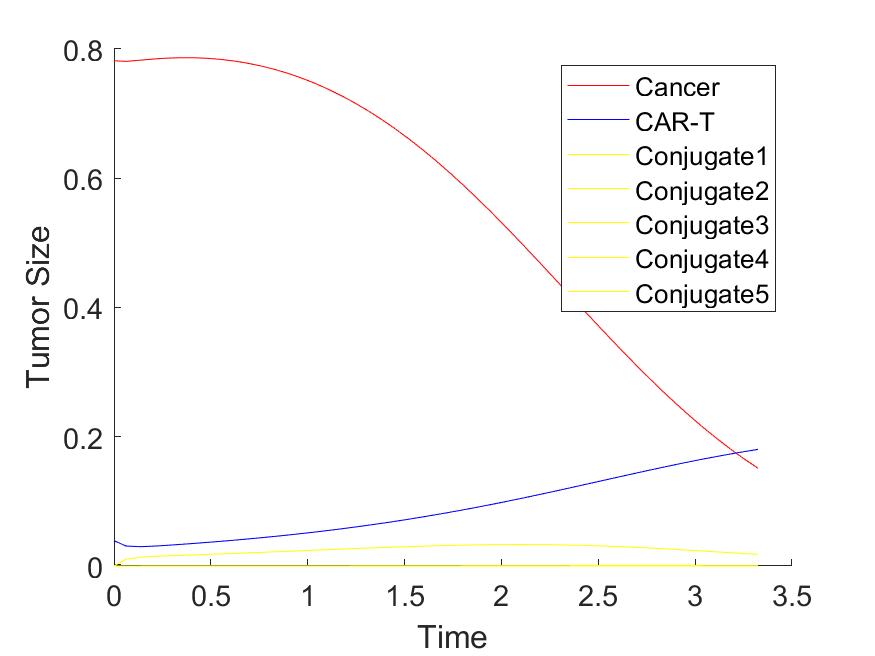 0.8
0.6
0.4
0.2
0
Tumor Size
Cancer
CAR-T
Conjugate1
Conjugate2
Conjugate3
Conjugate4
Conjugate5
0 0.5 1 1.5 2 2.5 3 3.5
Time